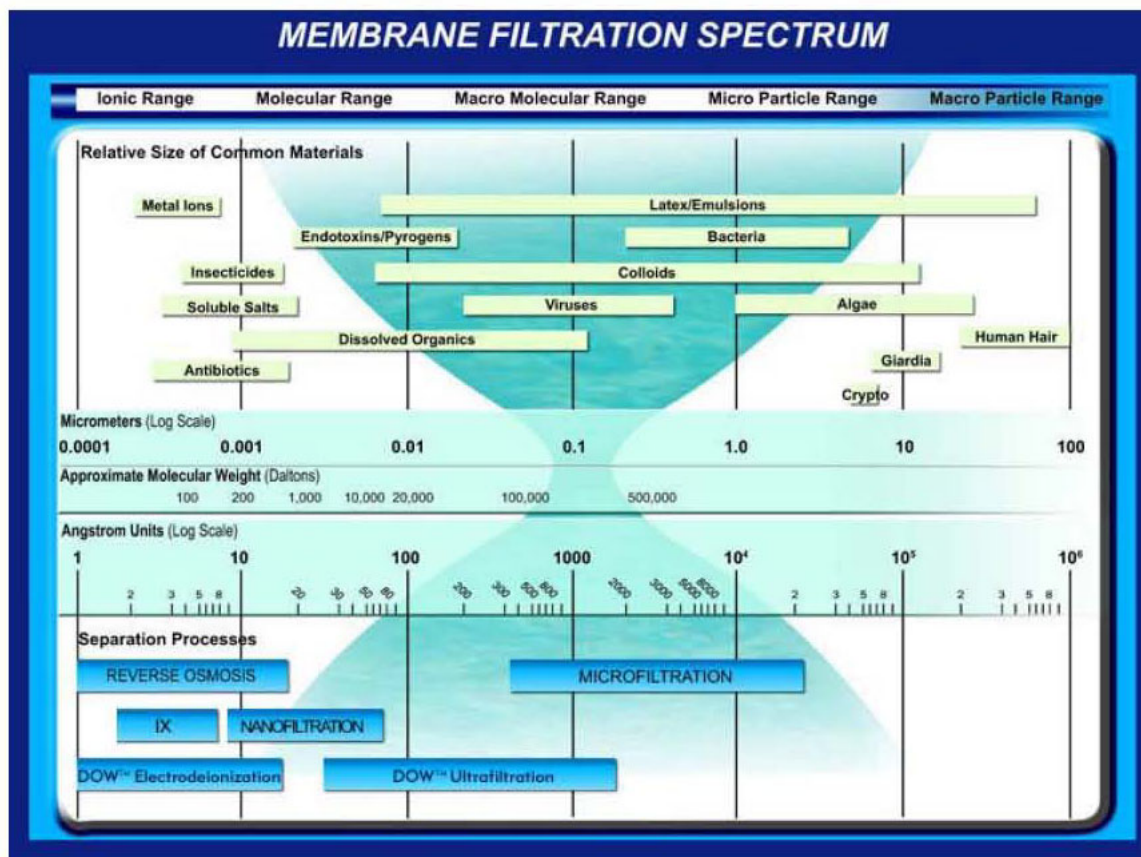 MEMBRANE FILTRATION SPECTRUM
Ionic Range Molecular Range Macro Molecular Range Micro Particle Range Macro Particle Range
Relative Size of Common Materials
Metal Ions Latex/Emulsions
Endotoxins/Pyrogens Bacteria
Insecticides Colloids
Soluble Salts Viruses Algae
Dissolved Organics Human Hair
Antibiotics Giardia
Crypto
Micrometers (Log Scale)
0.0001 0.001 0.01 0.1 1.0 10 100
Approximate Molecular Weight (Daltons)
100 200 1,000 10,000 20,000 100,000 500,000
Angstrom Units (Log Scale)
1 10 100 1000 10⁴ 10⁵ 10⁶
2 3 5 8 20 30 50 80 200 300 500 800 2000 3000 5000 8000 2 3 5 8 2 3 5 8
Separation Processes
REVERSE OSMOSIS MICROFILTRATION
IX NANOFILTRATION
DOW™ Electrodeionization DOW™ Ultrafiltration